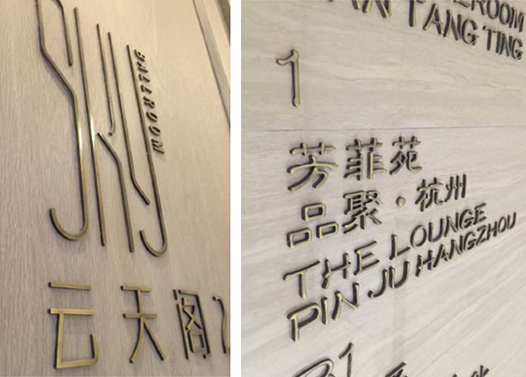 SKY
BALLROOM
云天阁
TANG TING
1
芳菲苑
品聚·杭州
THE LOUNGE
PIN JU HANGZHOU
B1